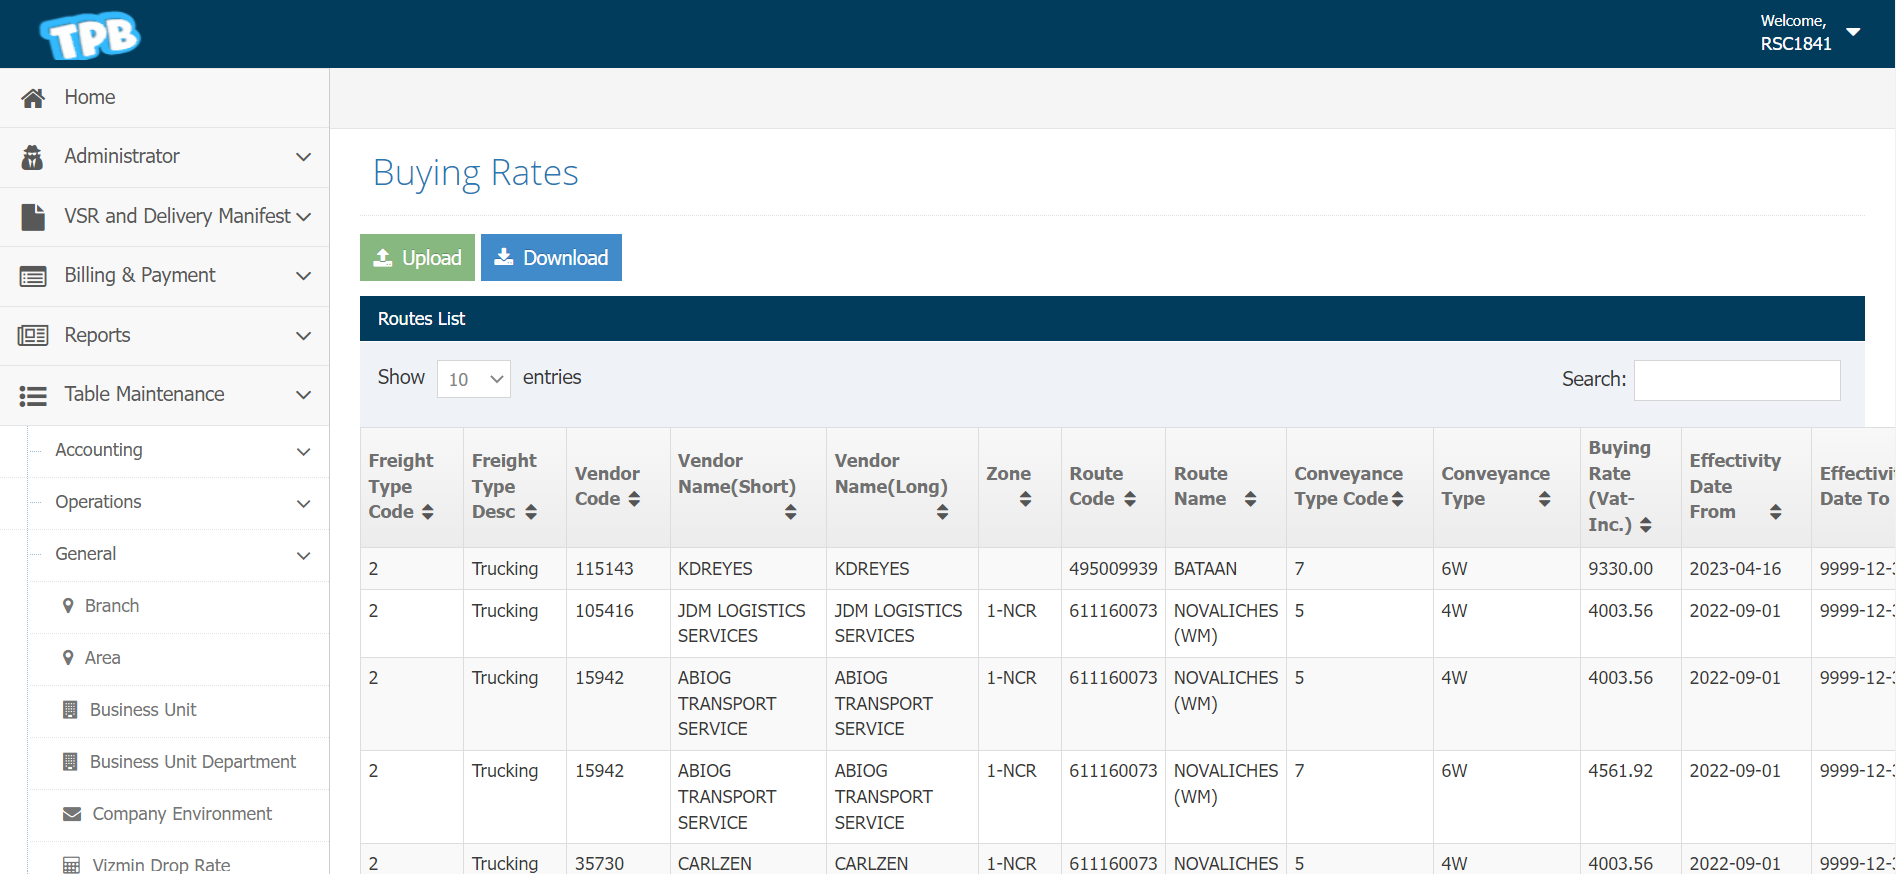 TPB
Welcome,
RSC1841
Home
Administrator
VSR and Delivery Manifest
Billing & Payment
Reports
Table Maintenance
Accounting
Operations
General
Branch
Area
Business Unit
Business Unit Department
Company Environment
Vizmin Drop Rate
Buying Rates
Upload Download
Routes List
Show 10 entries
Search:
Freight Type Code Freight Type Desc Vendor Code Vendor Name(Short) Vendor Name(Long) Zone Route Code Route Name Conveyance Type Code Conveyance Type Buying Rate (Vat-Inc.) Effectivity Date From Effectivi Date To
2 Trucking 115143 KDREYES KDREYES 495009939 BATAAN 7 6W 9330.00 2023-04-16 9999-12-3
2 Trucking 105416 JDM LOGISTICS SERVICES JDM LOGISTICS SERVICES 1-NCR 611160073 NOVALICHES (WM) 5 4W 4003.56 2022-09-01 9999-12-3
2 Trucking 15942 ABIOG TRANSPORT SERVICE ABIOG TRANSPORT SERVICE 1-NCR 611160073 NOVALICHES (WM) 5 4W 4003.56 2022-09-01 9999-12-3
2 Trucking 15942 ABIOG TRANSPORT SERVICE ABIOG TRANSPORT SERVICE 1-NCR 611160073 NOVALICHES (WM) 7 6W 4561.92 2022-09-01 9999-12-3
2 Trucking 35730 CARLZEN CARLZEN 1-NCR 611160073 NOVALICHES 5 4W 4003.56 2022-09-01 9999-12-3